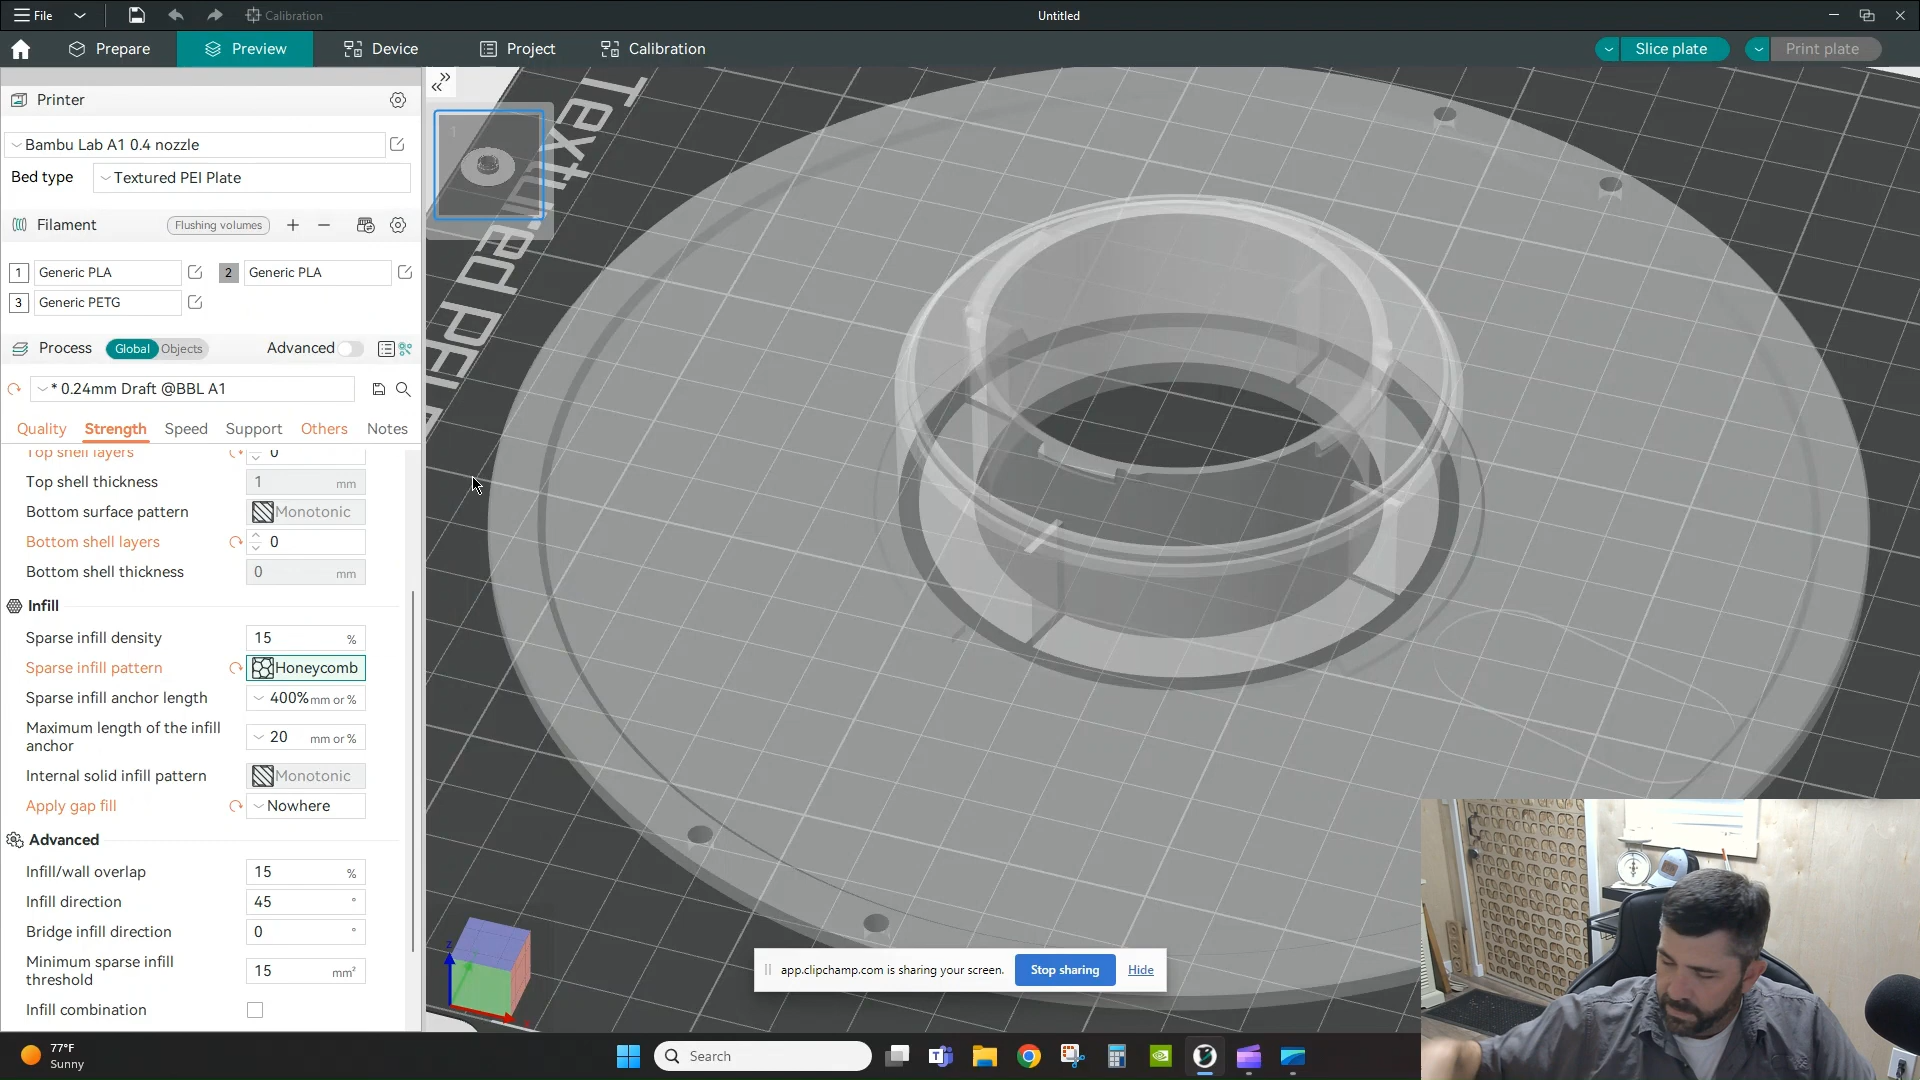 File
Calibration
Untitled
Prepare
Preview
Device
Project
Calibration
Slice plate
Print plate
Printer
Bambu Lab A1 0.4 nozzle
Bed type
Textured PEI Plate
Filament
Flushing volumes
1
Generic PLA
2
Generic PLA
3
Generic PETG
Process
Global
Objects
Advanced
* 0.24mm Draft @BBL A1
Quality
Strength
Speed
Support
Others
Notes
Top shell layers
0
Top shell thickness
1
mm
Bottom surface pattern
Monotonic
Bottom shell layers
0
Bottom shell thickness
0
mm
Infill
Sparse infill density
15
%
Sparse infill pattern
Honeycomb
Sparse infill anchor length
400%
mm or %
Maximum length of the infill
anchor
20
mm or %
Internal solid infill pattern
Monotonic
Apply gap fill
Nowhere
Advanced
Infill/wall overlap
15
%
Infill direction
45
°
Bridge infill direction
0
°
Minimum sparse infill
threshold
15
mm²
Infill combination
1
Textured PEI
Z
app.clipchamp.com is sharing your screen.
Stop sharing
Hide
77°F
Sunny
Search